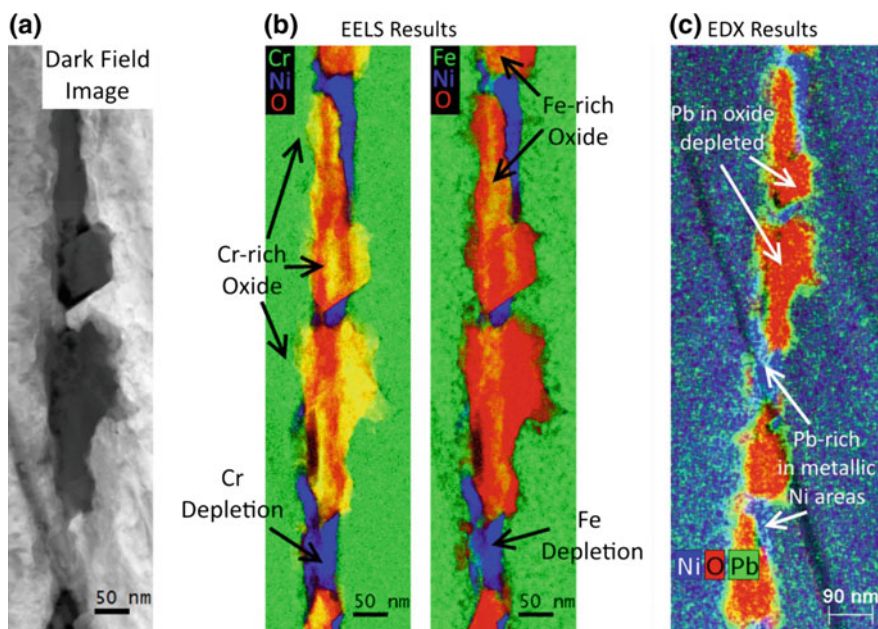 (a)
Dark Field
Image
50 nm
(b)
EELS Results
Cr
Ni
O
Cr-rich
Oxide
Cr
Depletion
50 nm
Fe
Ni
O
Fe-rich
Oxide
Fe
Depletion
50 nm
(c)
EDX Results
Pb in oxide
depleted
Pb-rich
in metallic
Ni areas
Ni O Pb
90 nm